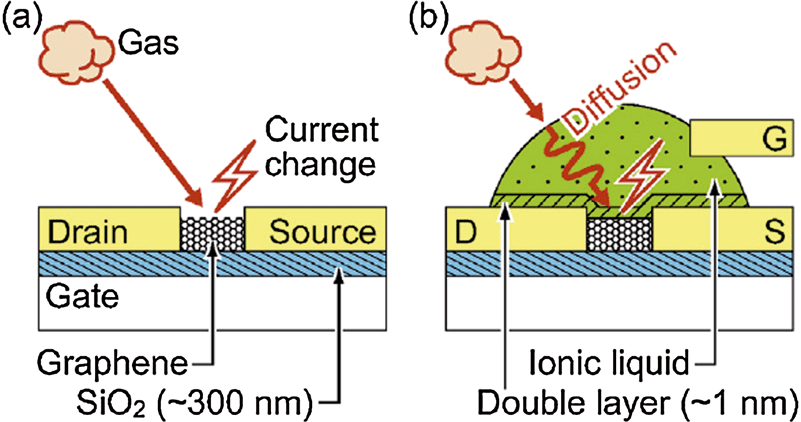 (a)
Gas
Current
change
Drain
Source
Gate
Graphene
SiO₂ (~300 nm)
(b)
Diffusion
G
D
S
Ionic liquid
Double layer (~1 nm)